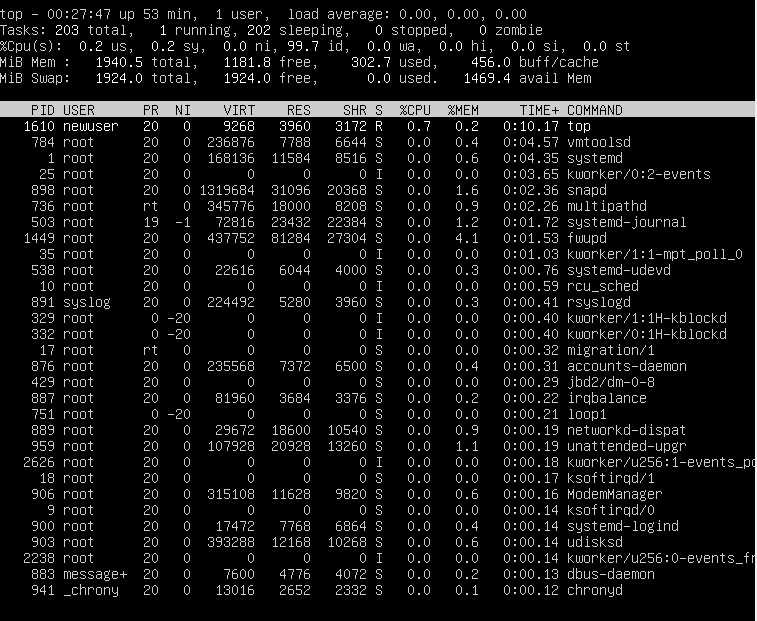 top - 00:27:47 up 53 min,  1 user,  load average: 0.00, 0.00, 0.00
Tasks: 203 total,   1 running, 202 sleeping,   0 stopped,   0 zombie
%Cpu(s):  0.2 us,  0.2 sy,  0.0 ni, 99.7 id,  0.0 wa,  0.0 hi,  0.0 si,  0.0 st
MiB Mem :   1940.5 total,   1181.8 free,    302.7 used,    456.0 buff/cache
MiB Swap:   1924.0 total,   1924.0 free,      0.0 used.   1469.4 avail Mem
PID USER      PR  NI    VIRT    RES    SHR S  %CPU  %MEM     TIME+ COMMAND
1610 newuser   20   0    9268   3960   3172 R   0.7   0.2   0:10.17 top
784 root      20   0  236876   7788   6644 S   0.0   0.4   0:04.57 vmtoolsd
1 root      20   0  168136  11584   8516 S   0.0   0.6   0:04.35 systemd
25 root      20   0       0      0      0 I   0.0   0.0   0:03.65 kworker/0:2-events
898 root      20   0 1319684  31096  20368 S   0.0   1.6   0:02.36 snapd
736 root      rt   0  345776  18000   8208 S   0.0   0.9   0:02.26 multipathd
503 root      19  -1   72816  23432  22384 S   0.0   1.2   0:01.72 systemd-journal
1449 root      20   0  437752  81284  27304 S   0.0   4.1   0:01.53 fwupd
35 root      20   0       0      0      0 I   0.0   0.0   0:01.03 kworker/1:1-mpt_poll_0
538 root      20   0   22616   6044   4000 S   0.0   0.3   0:00.76 systemd-udevd
10 root      20   0       0      0      0 I   0.0   0.0   0:00.59 rcu_sched
891 syslog    20   0  224492   5280   3960 S   0.0   0.3   0:00.41 rsyslogd
329 root       0 -20       0      0      0 I   0.0   0.0   0:00.40 kworker/1:1H-kblockd
332 root       0 -20       0      0      0 I   0.0   0.0   0:00.40 kworker/0:1H-kblockd
17 root      rt   0       0      0      0 S   0.0   0.0   0:00.32 migration/1
876 root      20   0  235568   7372   6500 S   0.0   0.4   0:00.31 accounts-daemon
429 root      20   0       0      0      0 S   0.0   0.0   0:00.29 jbd2/dm-0-8
887 root      20   0   81960   3684   3376 S   0.0   0.2   0:00.22 irqbalance
751 root       0 -20       0      0      0 S   0.0   0.0   0:00.21 loop1
889 root      20   0   29672  18600  10540 S   0.0   0.9   0:00.19 networkd-dispat
959 root      20   0  107928  20928  13260 S   0.0   1.1   0:00.19 unattended-upgr
2626 root      20   0       0      0      0 I   0.0   0.0   0:00.18 kworker/u256:1-events_po
18 root      20   0       0      0      0 S   0.0   0.0   0:00.17 ksoftirqd/1
906 root      20   0  315108  11628   9820 S   0.0   0.6   0:00.16 ModemManager
9 root      20   0       0      0      0 S   0.0   0.0   0:00.14 ksoftirqd/0
900 root      20   0   17472   7768   6864 S   0.0   0.4   0:00.14 systemd-logind
903 root      20   0  393288  12168  10268 S   0.0   0.6   0:00.14 udisksd
2238 root      20   0       0      0      0 I   0.0   0.0   0:00.14 kworker/u256:0-events_fr
883 message+  20   0    7600   4776   4072 S   0.0   0.2   0:00.13 dbus-daemon
941 _chrony   20   0   13016   2652   2332 S   0.0   0.1   0:00.12 chronyd